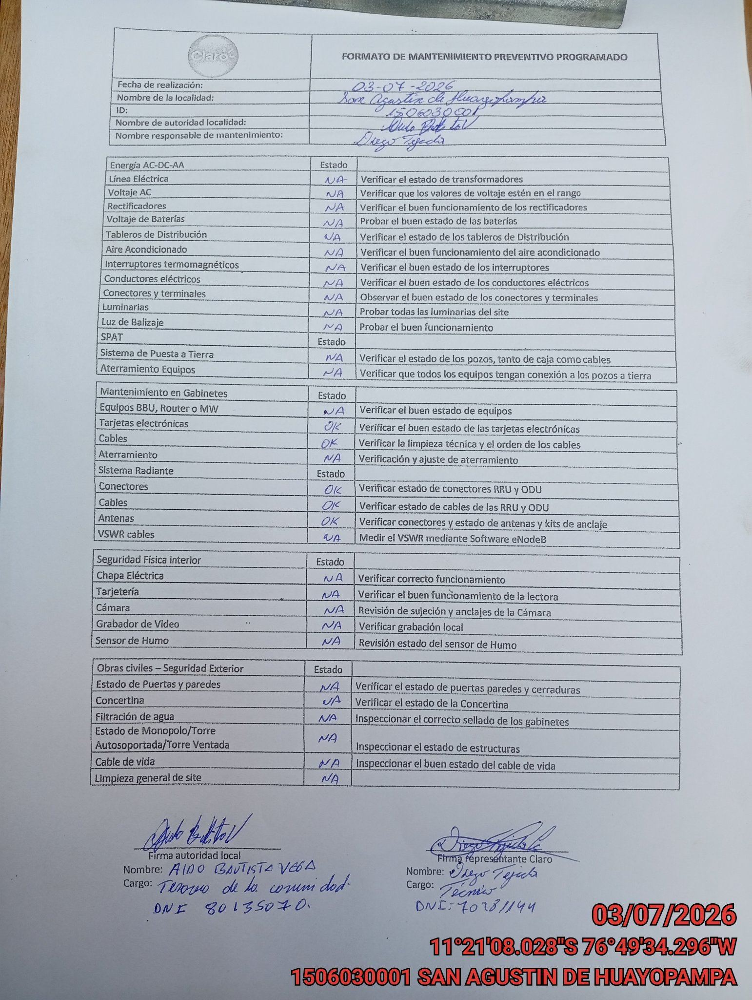 Claro
FORMATO DE MANTENIMIENTO PREVENTIVO PROGRAMADO
Fecha de realización: 03-07-2026
Nombre de la localidad: San Agustin de Huayopampa
ID: 1506030001
Nombre de autoridad localidad: Aldo Bautista V
Nombre responsable de mantenimiento: Diego Tejeda
Energía AC-DC-AA Estado
Línea Eléctrica NA Verificar el estado de transformadores
Voltaje AC NA Verificar que los valores de voltaje estén en el rango
Rectificadores NA Verificar el buen funcionamiento de los rectificadores
Voltaje de Baterías NA Probar el buen estado de las baterías
Tableros de Distribución NA Verificar el estado de los tableros de Distribución
Aire Acondicionado NA Verificar el buen funcionamiento del aire acondicionado
Interruptores termomagnéticos NA Verificar el buen estado de los interruptores
Conductores eléctricos NA Verificar el buen estado de los conductores eléctricos
Conectores y terminales NA Observar el buen estado de los conectores y terminales
Luminarias NA Probar todas las luminarias del site
Luz de Balizaje NA Probar el buen funcionamiento
SPAT Estado
Sistema de Puesta a Tierra NA Verificar el estado de los pozos, tanto de caja como cables
Aterramiento Equipos NA Verificar que todos los equipos tengan conexión a los pozos a tierra
Mantenimiento en Gabinetes Estado
Equipos BBU, Router o MW NA Verificar el buen estado de equipos
Tarjetas electrónicas OK Verificar el buen estado de las tarjetas electrónicas
Cables OK Verificar la limpieza técnica y el orden de los cables
Aterramiento NA Verificación y ajuste de aterramiento
Sistema Radiante Estado
Conectores OK Verificar estado de conectores RRU y ODU
Cables OK Verificar estado de cables de las RRU y ODU
Antenas OK Verificar conectores y estado de antenas y kits de anclaje
VSWR cables NA Medir el VSWR mediante Software eNodeB
Seguridad Física interior Estado
Chapa Eléctrica NA Verificar correcto funcionamiento
Tarjetería NA Verificar el buen funcionamiento de la lectora
Cámara NA Revisión de sujeción y anclajes de la Cámara
Grabador de Video NA Verificar grabación local
Sensor de Humo NA Revisión estado del sensor de Humo
Obras civiles – Seguridad Exterior Estado
Estado de Puertas y paredes NA Verificar el estado de puertas paredes y cerraduras
Concertina NA Verificar el estado de la Concertina
Filtración de agua NA Inspeccionar el correcto sellado de los gabinetes
Estado de Monopolo/Torre
Autosoportada/Torre Ventada NA Inspeccionar el estado de estructuras
Cable de vida NA Inspeccionar el buen estado del cable de vida
Limpieza general de site NA
Aldo Bautista V
Firma autoridad local
Nombre: AIDO BAUTISTA VEGA
Cargo: Tesorero de la comunidad.
DNI 80135070.
Diego Tejeda
Firma representante Claro
Nombre: Diego Tejeda
Cargo: Técnico
DNI: 70281144
03/07/2026
11°21'08.028"S 76°49'34.296"W
1506030001 SAN AGUSTIN DE HUAYOPAMPA